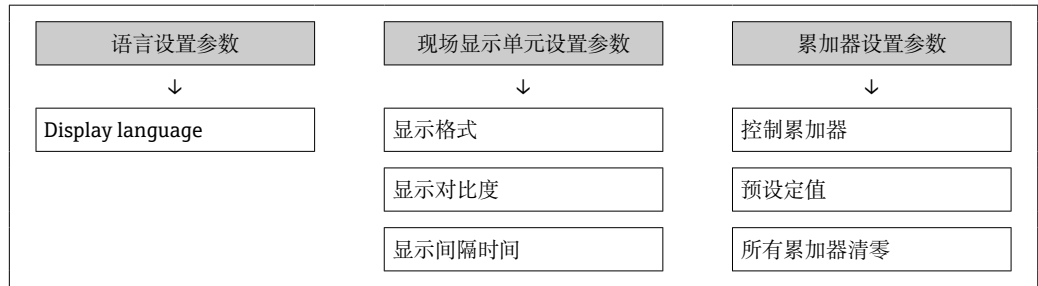 语言设置参数
现场显示单元设置参数
累加器设置参数
↓
↓
↓
Display language
显示格式
控制累加器
显示对比度
预设定值
显示间隔时间
所有累加器清零